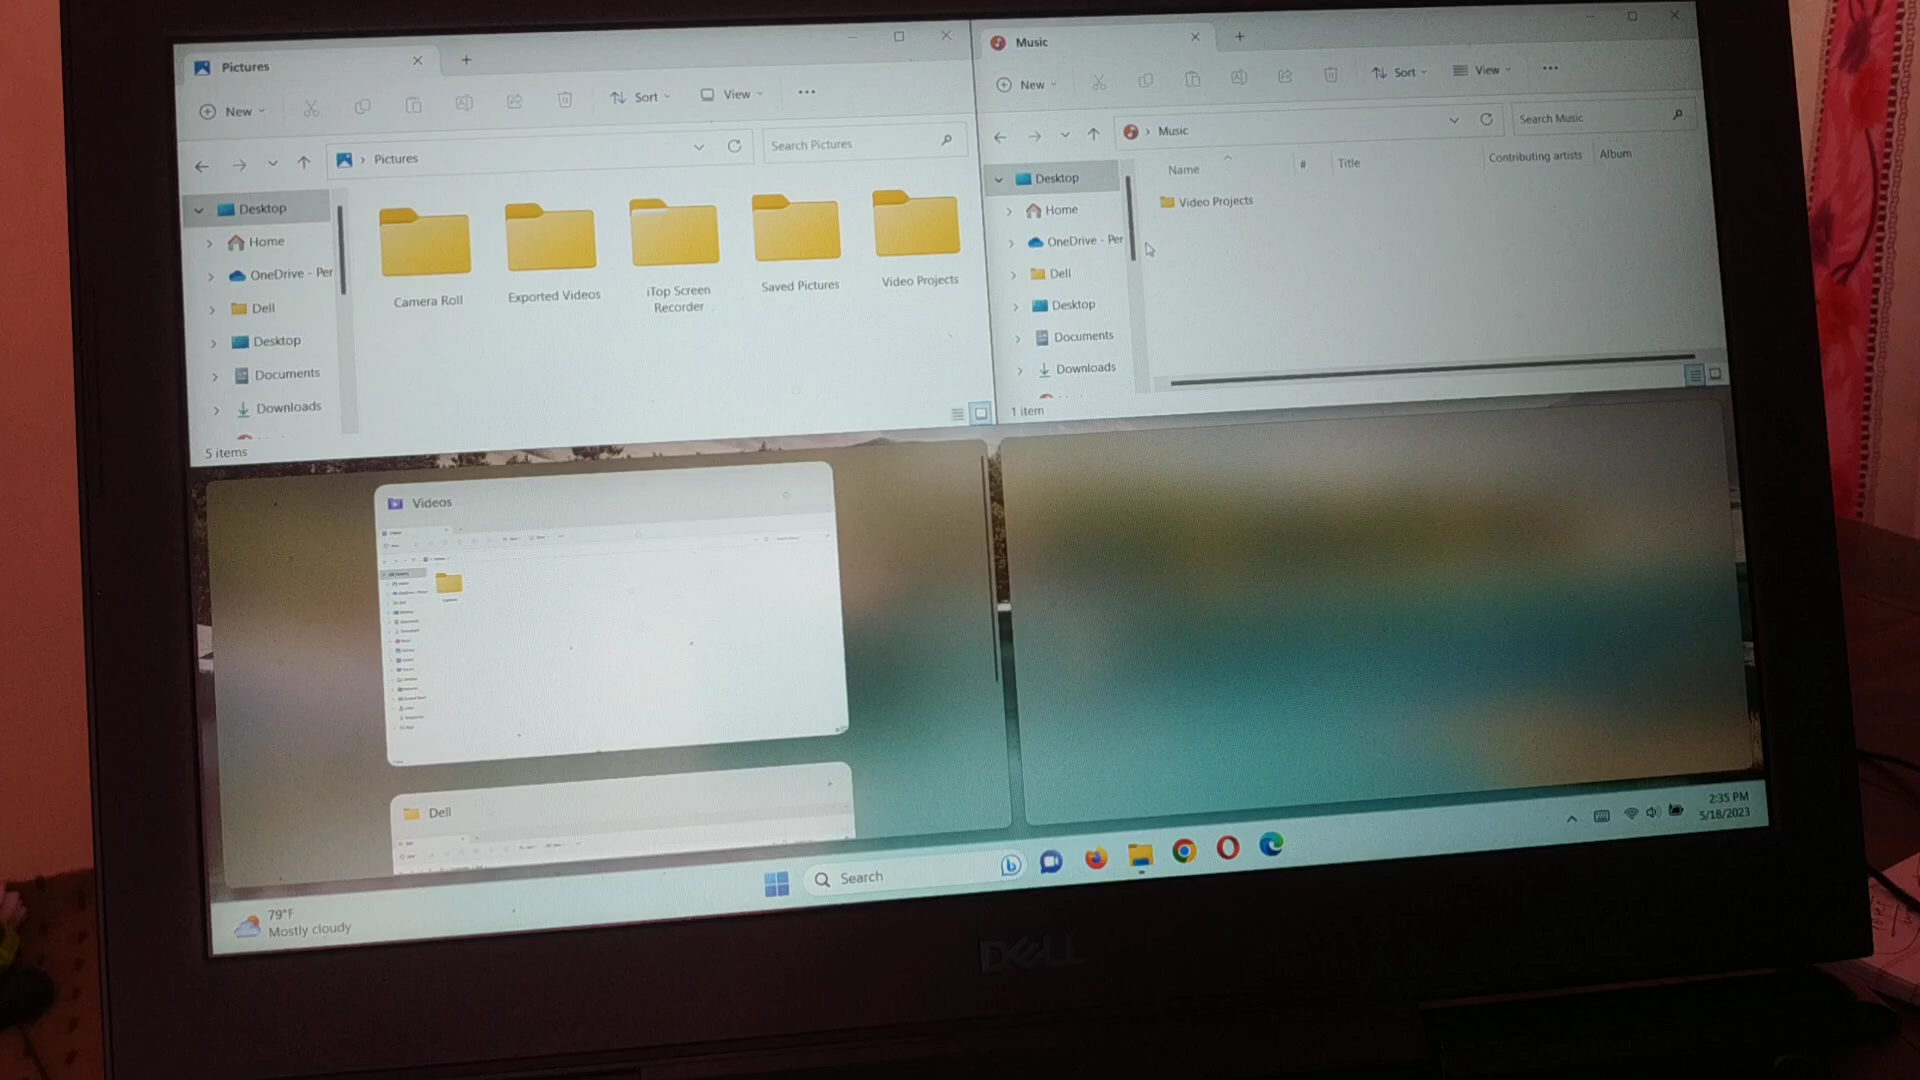 Pictures
New
Sort
View
Pictures
Search Pictures
Desktop
Home
OneDrive - Per
Dell
Desktop
Documents
Downloads
Camera Roll
Exported Videos
iTop Screen
Recorder
Saved Pictures
Video Projects
5 items
Music
New
Sort
View
Music
Search Music
Name
#
Title
Contributing artists
Album
Video Projects
Desktop
Home
OneDrive - Per
Dell
Desktop
Documents
Downloads
1 item
Videos
Dell
79°F
Mostly cloudy
Search
2:35 PM
5/18/2023
DELL